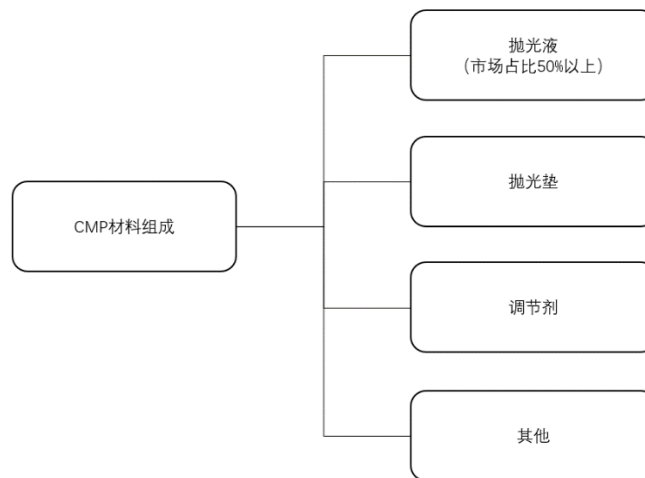 抛光液
（市场占比50%以上）
抛光垫
CMP材料组成
调节剂
其他